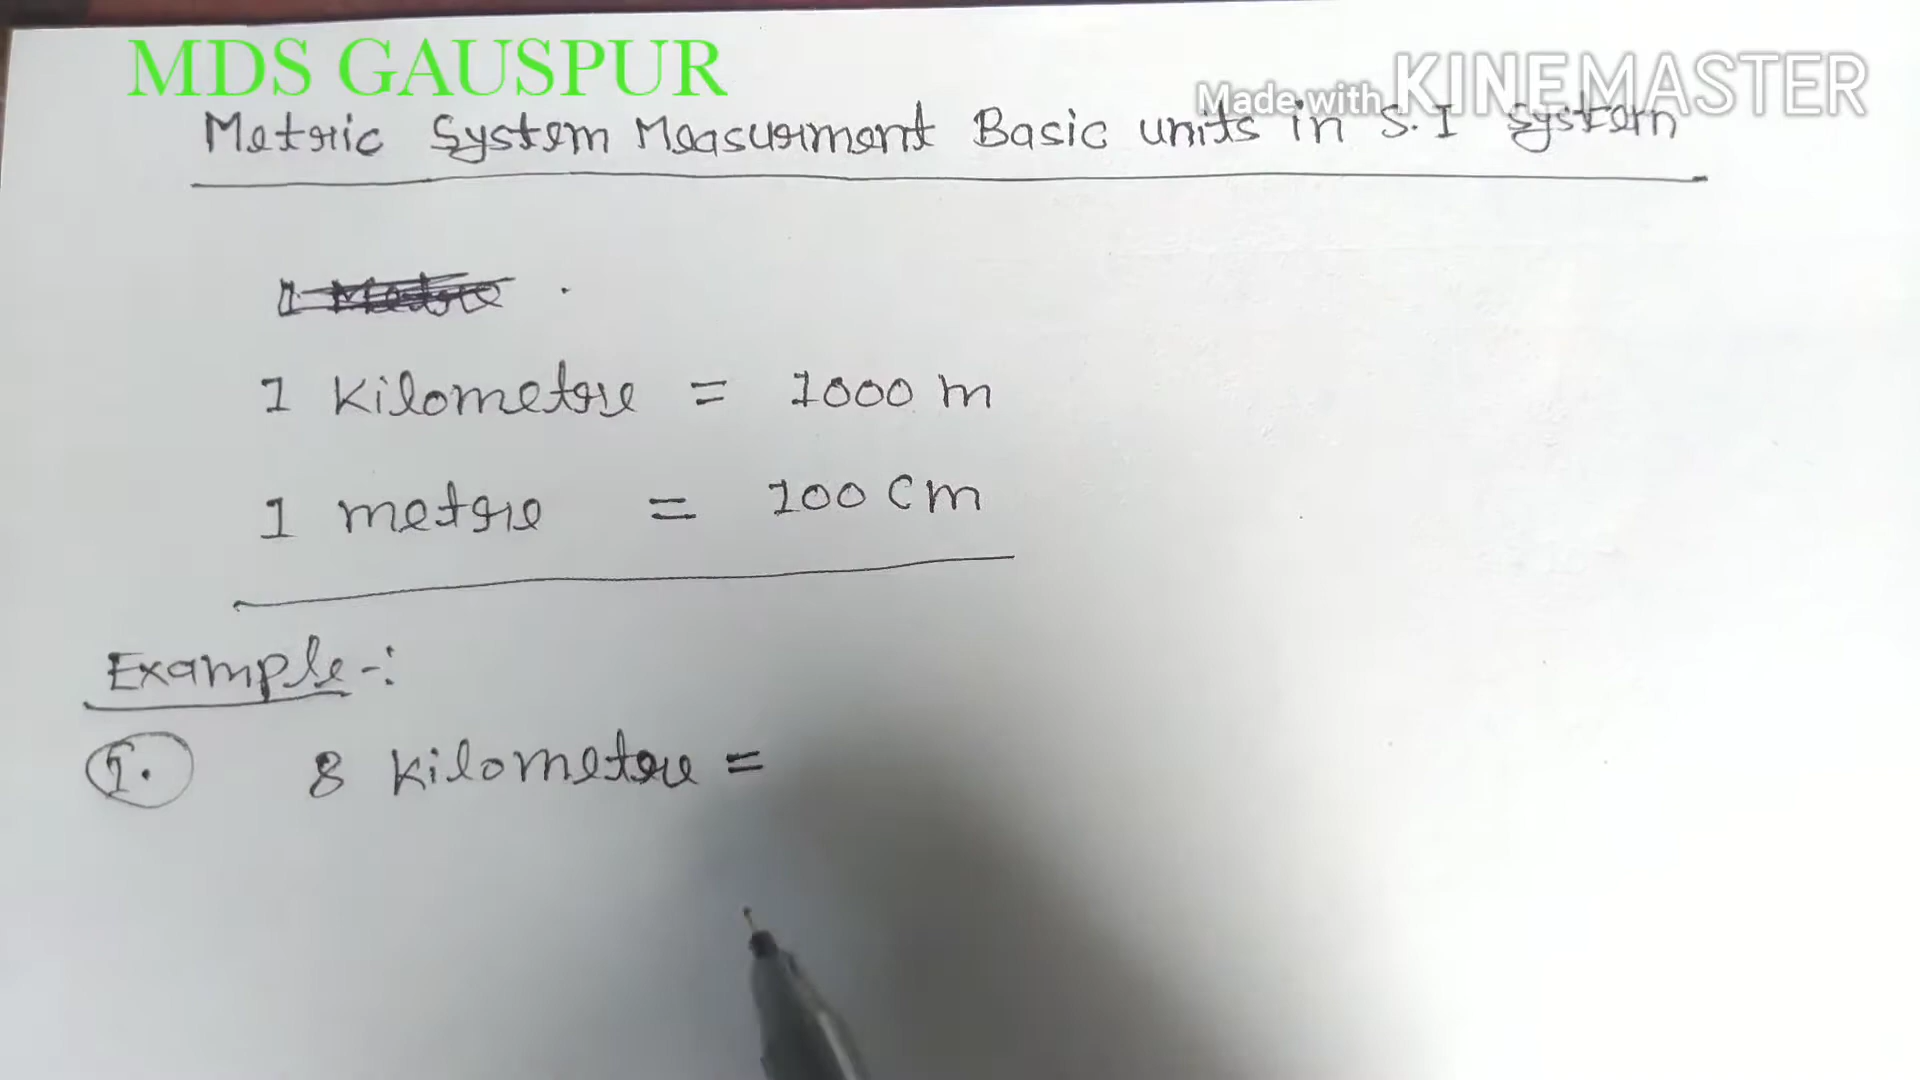 MDS GAUSPUR
Made with KINEMASTER
Metric System Measurment Basic units in S.I System
1 Kilometre = 1000 m
1 metre = 100 Cm
Example -:
1. 8 Kilometre =